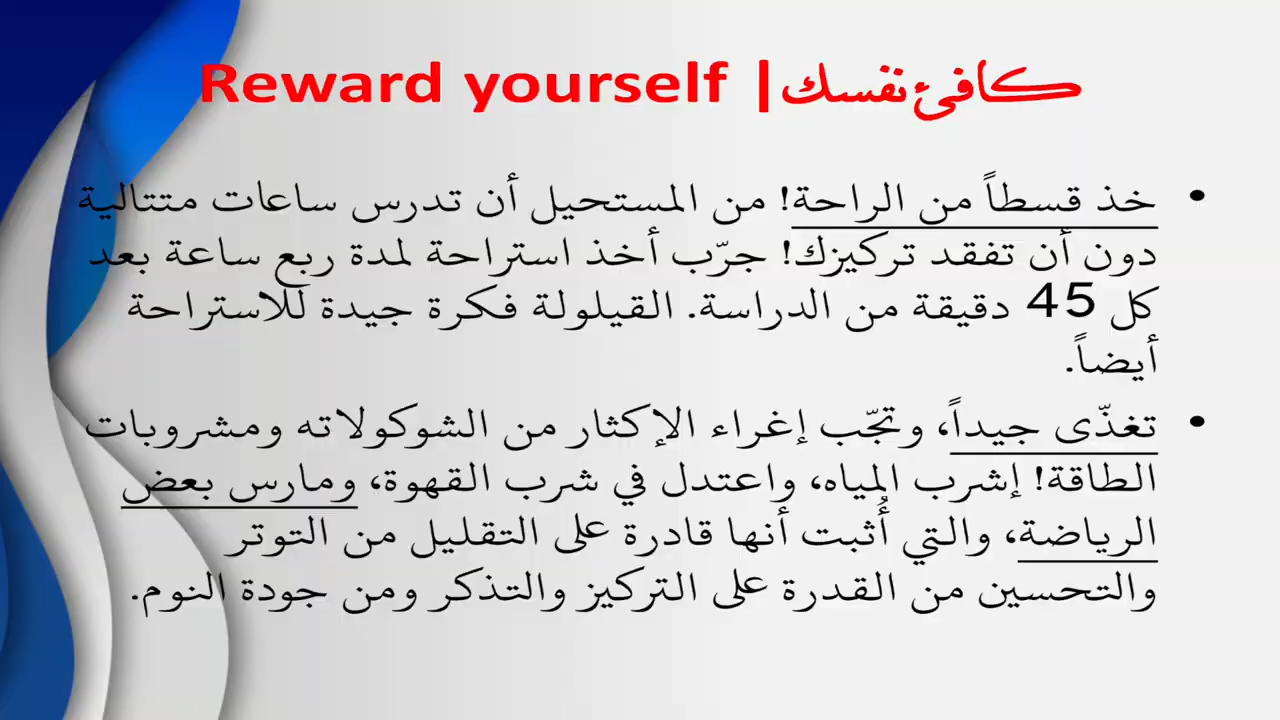 كافئ نفسك | Reward yourself
• خذ قسطاً من الراحة! من المستحيل أن تدرس ساعات متتالية
دون أن تفقد تركيزك! جرّب أخذ استراحة لمدة ربع ساعة بعد
كل 45 دقيقة من الدراسة. القيلولة فكرة جيدة للاستراحة
أيضاً.
• تغذّى جيداً، وتجّب إغراء الإكثار من الشوكولاته ومشروبات
الطاقة! إشرب المياه، واعتدل في شرب القهوة، ومارس بعض
الرياضة، والتي أُثبت أنها قادرة على التقليل من التوتر
والتحسين من القدرة على التركيز والتذكر ومن جودة النوم.